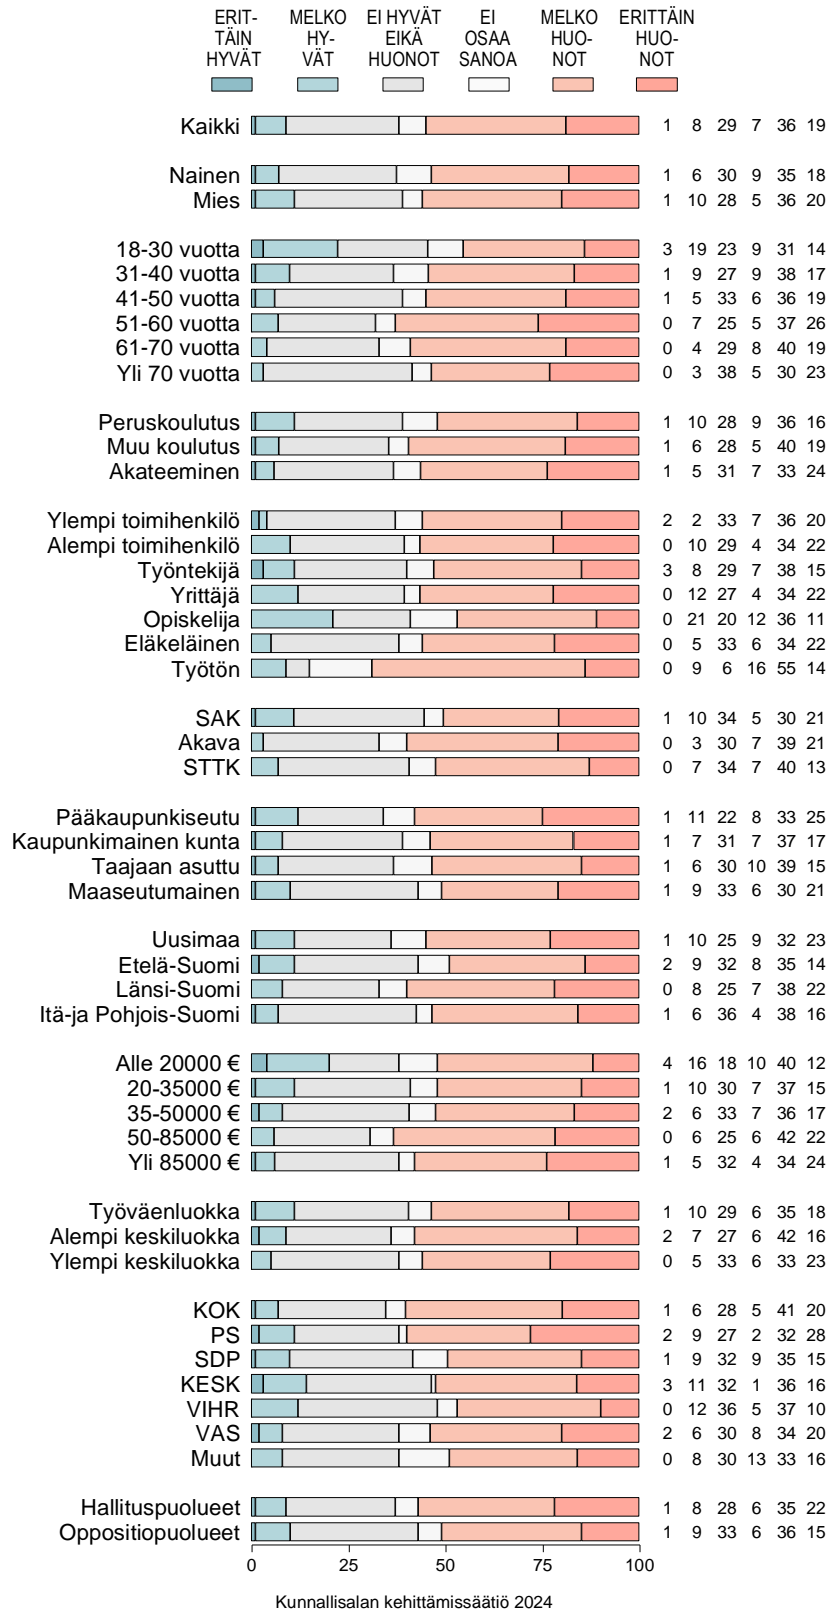 ERIT- MELKO EI HYVÄT EI MELKO ERITTÄIN
TÄIN HY- EIKÄ OSAA HUO- HUO-
HYVÄT VÄT HUONOT SANOA NOT NOT
Kaikki 1 8 29 7 36 19
Nainen 1 6 30 9 35 18
Mies 1 10 28 5 36 20
18-30 vuotta 3 19 23 9 31 14
31-40 vuotta 1 9 27 9 38 17
41-50 vuotta 1 5 33 6 36 19
51-60 vuotta 0 7 25 5 37 26
61-70 vuotta 0 4 29 8 40 19
Yli 70 vuotta 0 3 38 5 30 23
Peruskoulutus 1 10 28 9 36 16
Muu koulutus 1 6 28 5 40 19
Akateeminen 1 5 31 7 33 24
Ylempi toimihenkilö 2 2 33 7 36 20
Alempi toimihenkilö 0 10 29 4 34 22
Työntekijä 3 8 29 7 38 15
Yrittäjä 0 12 27 4 34 22
Opiskelija 0 21 20 12 36 11
Eläkeläinen 0 5 33 6 34 22
Työtön 0 9 6 16 55 14
SAK 1 10 34 5 30 21
Akava 0 3 30 7 39 21
STTK 0 7 34 7 40 13
Pääkaupunkiseutu 1 11 22 8 33 25
Kaupunkimainen kunta 1 7 31 7 37 17
Taajaan asuttu 1 6 30 10 39 15
Maaseutumainen 1 9 33 6 30 21
Uusimaa 1 10 25 9 32 23
Etelä-Suomi 2 9 32 8 35 14
Länsi-Suomi 0 8 25 7 38 22
Itä-ja Pohjois-Suomi 1 6 36 4 38 16
Alle 20000 € 4 16 18 10 40 12
20-35000 € 1 10 30 7 37 15
35-50000 € 2 6 33 7 36 17
50-85000 € 0 6 25 6 42 22
Yli 85000 € 1 5 32 4 34 24
Työväenluokka 1 10 29 6 35 18
Alempi keskiluokka 2 7 27 6 42 16
Ylempi keskiluokka 0 5 33 6 33 23
KOK 1 6 28 5 41 20
PS 2 9 27 2 32 28
SDP 1 9 32 9 35 15
KESK 3 11 32 1 36 16
VIHR 0 12 36 5 37 10
VAS 2 6 30 8 34 20
Muut 0 8 30 13 33 16
Hallituspuolueet 1 8 28 6 35 22
Oppositiopuolueet 1 9 33 6 36 15
0 25 50 75 100
Kunnallisalan kehittämissäätiö 2024